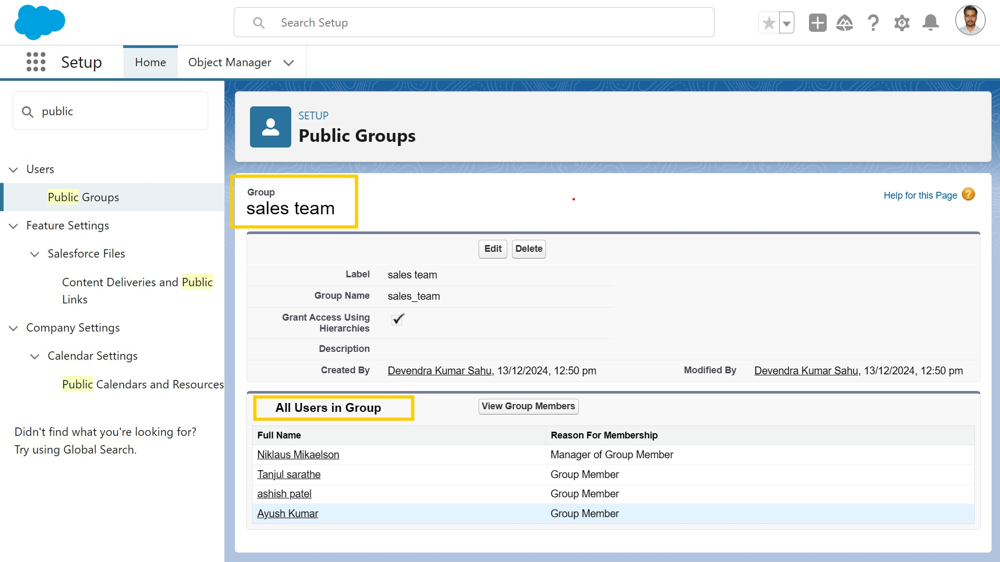 Search Setup
Setup
Home
Object Manager
public
Users
Public Groups
Feature Settings
Salesforce Files
Content Deliveries and Public
Links
Company Settings
Calendar Settings
Public Calendars and Resources
Didn't find what you're looking for?
Try using Global Search.
SETUP
Public Groups
Group
sales team
Help for this Page ?
Edit Delete
Label sales team
Group Name sales_team
Grant Access Using
Hierarchies
Description
Created By Devendra Kumar Sahu, 13/12/2024, 12:50 pm Modified By Devendra Kumar Sahu, 13/12/2024, 12:50 pm
All Users in Group View Group Members
Full Name Reason For Membership
Niklaus Mikaelson Manager of Group Member
Tanjul sarathe Group Member
ashish patel Group Member
Ayush Kumar Group Member